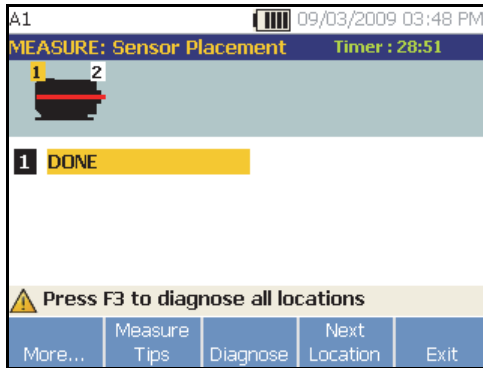 A1 09/03/2009 03:48 PM
MEASURE: Sensor Placement Timer : 28:51
1 2
1 DONE
Press F3 to diagnose all locations
More... Measure Tips Diagnose Next Location Exit